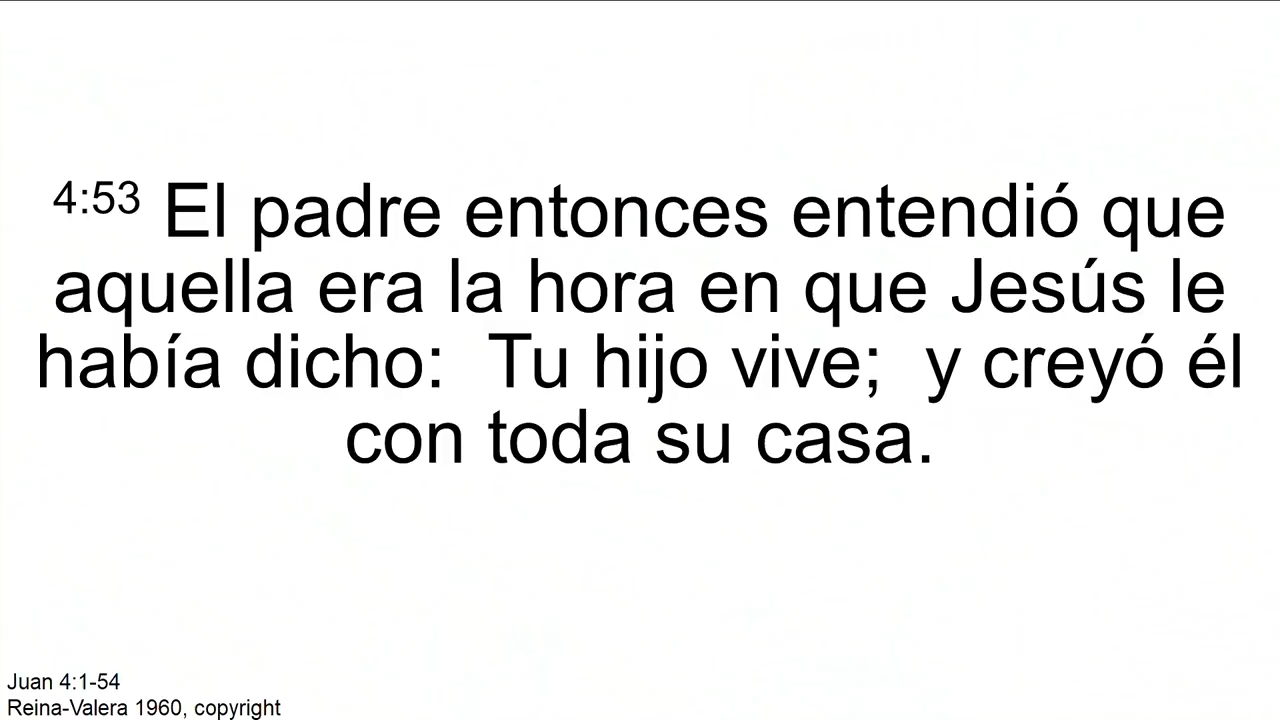 4:53 El padre entonces entendió que
aquella era la hora en que Jesús le
había dicho:  Tu hijo vive;  y creyó él
con toda su casa.
Juan 4:1-54
Reina-Valera 1960, copyright